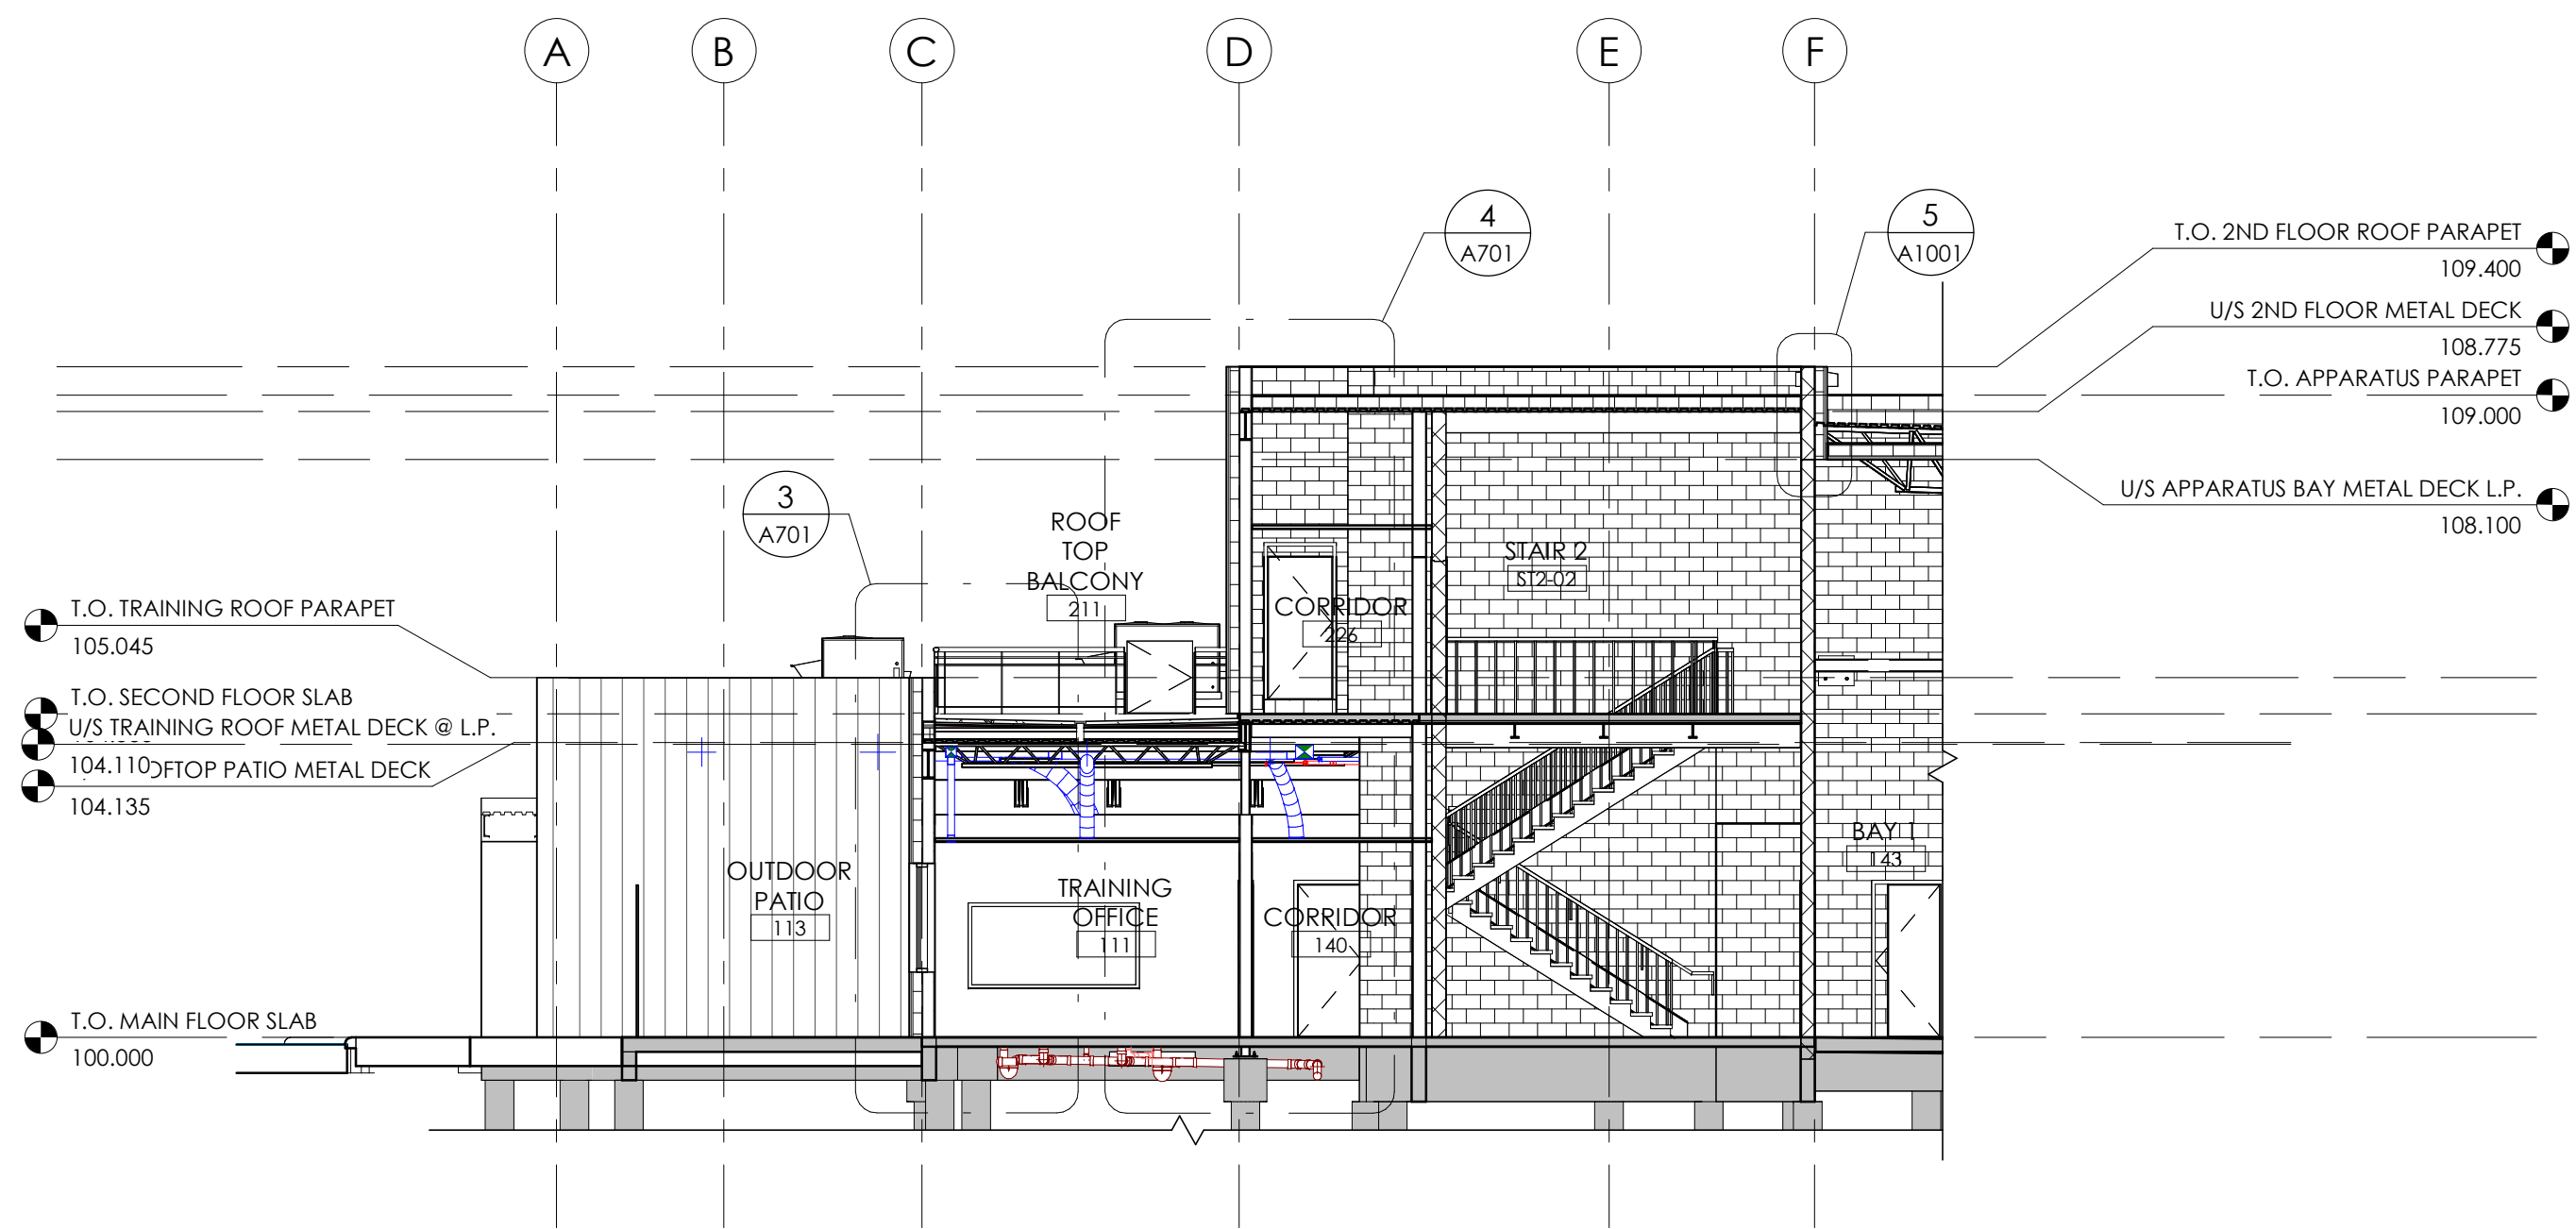 A
B
C
D
E
F
4
A701
5
A1001
T.O. 2ND FLOOR ROOF PARAPET
109.400
U/S 2ND FLOOR METAL DECK
108.775
T.O. APPARATUS PARAPET
109.000
U/S APPARATUS BAY METAL DECK L.P.
108.100
3
A701
ROOF
TOP
BALCONY
211
STAIR 2
ST2-02
CORRIDOR
226
T.O. TRAINING ROOF PARAPET
105.045
T.O. SECOND FLOOR SLAB
U/S TRAINING ROOF METAL DECK @ L.P.
104.110
PATIO METAL DECK
104.135
BAY 1
143
OUTDOOR
PATIO
113
TRAINING
OFFICE
111
CORRIDOR
140
T.O. MAIN FLOOR SLAB
100.000